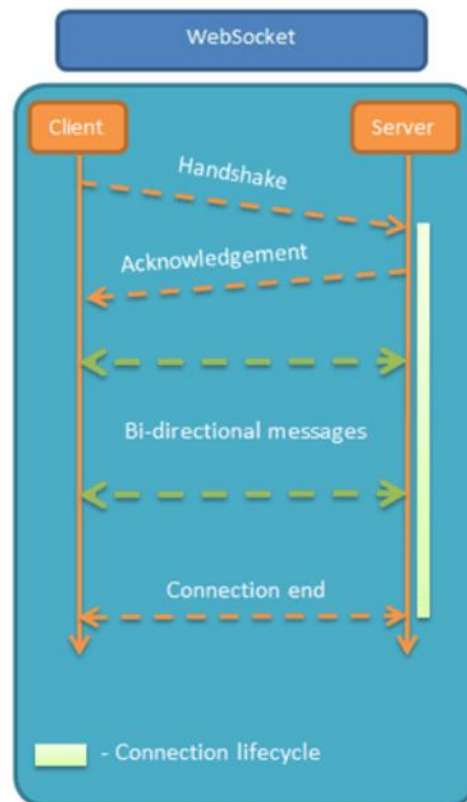 WebSocket
Client
Server
Handshake
Acknowledgement
Bi-directional messages
Connection end
- Connection lifecycle